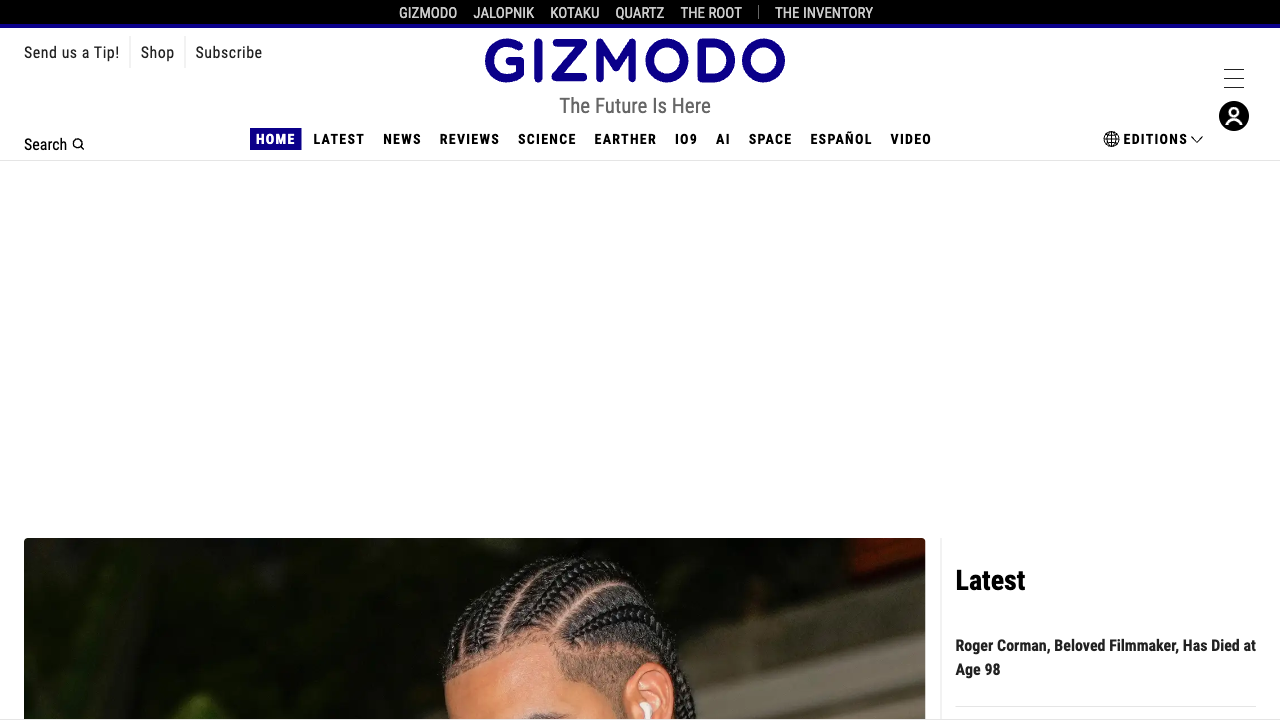 GIZMODO JALOPNIK KOTAKU QUARTZ THE ROOT THE INVENTORY
Send us a Tip! Shop Subscribe
GIZMODO
The Future Is Here
Search
HOME LATEST NEWS REVIEWS SCIENCE EARTHER IO9 AI SPACE ESPAÑOL VIDEO
EDITIONS
Latest
Roger Corman, Beloved Filmmaker, Has Died at
Age 98